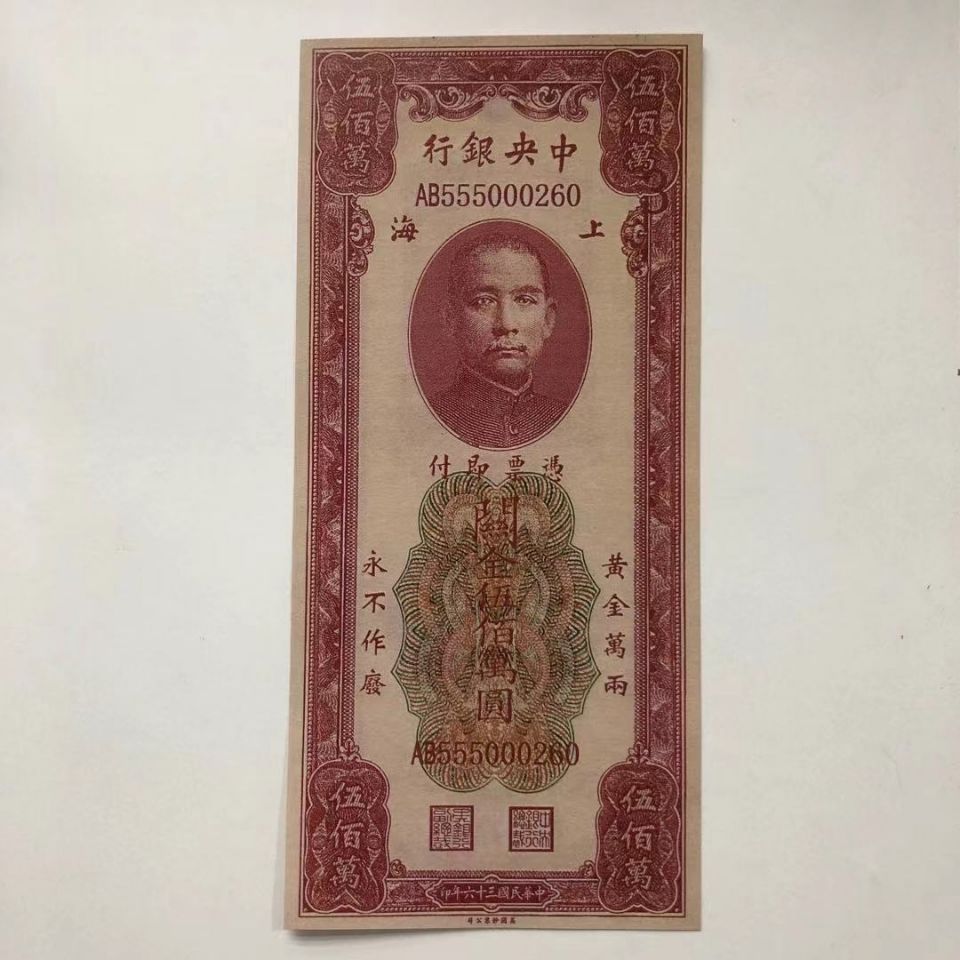 伍佰萬
伍佰萬
中央銀行
AB555000260
上海
憑票即付
關金伍佰萬圓
黃金萬兩
永不作廢
AB555000260
伍佰萬
伍佰萬
中華民國三十六年印